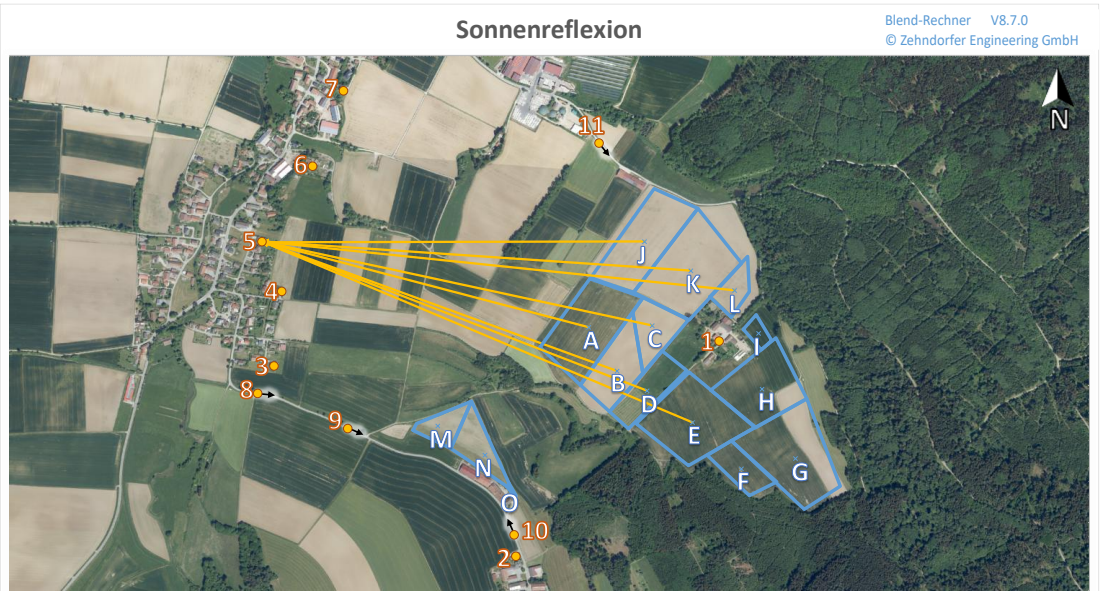 Sonnenreflexion
Blend-Rechner V8.7.0
© Zehndorfer Engineering GmbH
7
11
N
6
5
J
4
K
L
A
C
1
I
3
B
8
D
H
9
M
E
N
G
F
O
10
2